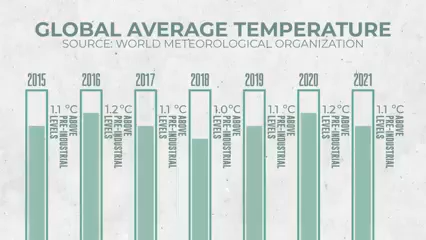 GLOBAL AVERAGE TEMPERATURE
SOURCE: WORLD METEOROLOGICAL ORGANIZATION
2015
2016
2017
2018
2019
2020
2021
1.1 °C
ABOVE
PRE-INDUSTRIAL
LEVELS
1.2 °C
ABOVE
PRE-INDUSTRIAL
LEVELS
1.1 °C
ABOVE
PRE-INDUSTRIAL
LEVELS
1.0 °C
ABOVE
PRE-INDUSTRIAL
LEVELS
1.1 °C
ABOVE
PRE-INDUSTRIAL
LEVELS
1.2 °C
ABOVE
PRE-INDUSTRIAL
LEVELS
1.1 °C
ABOVE
PRE-INDUSTRIAL
LEVELS